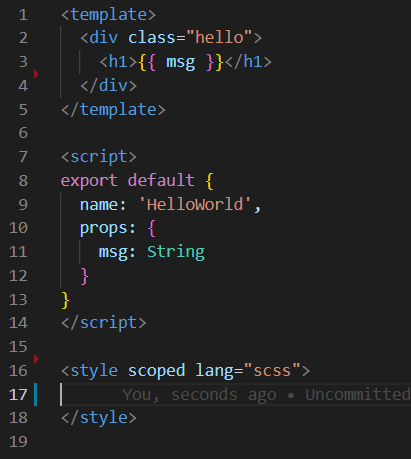 1 <template>
2 <div class="hello">
3 <h1>{{ msg }}</h1>
4 </div>
5 </template>
6
7 <script>
8 export default {
9 name: 'HelloWorld',
10 props: {
11 msg: String
12 }
13 }
14 </script>
15
16 <style scoped lang="scss">
17 You, seconds ago • Uncommitted
18 </style>
19